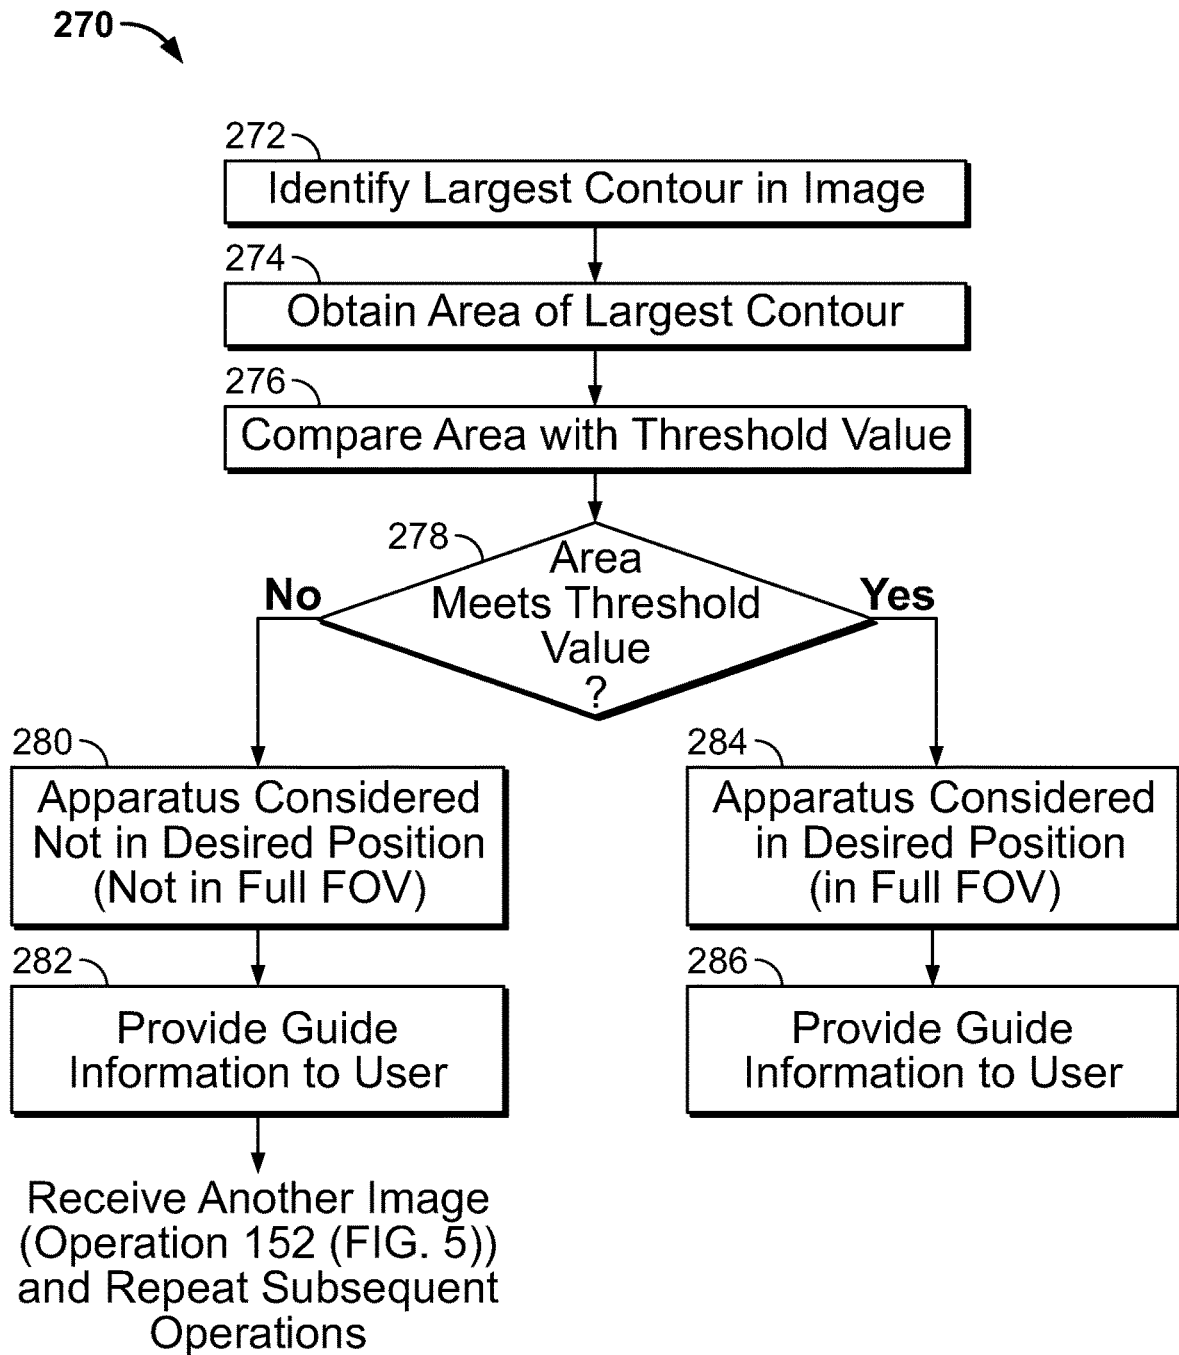 270
272
Identify Largest Contour in Image
274
Obtain Area of Largest Contour
276
Compare Area with Threshold Value
278
Area
Meets Threshold
Value
?
No
Yes
280
Apparatus Considered
Not in Desired Position
(Not in Full FOV)
282
Provide Guide
Information to User
Receive Another Image
(Operation 152 (FIG. 5))
and Repeat Subsequent
Operations
284
Apparatus Considered
in Desired Position
(in Full FOV)
286
Provide Guide
Information to User